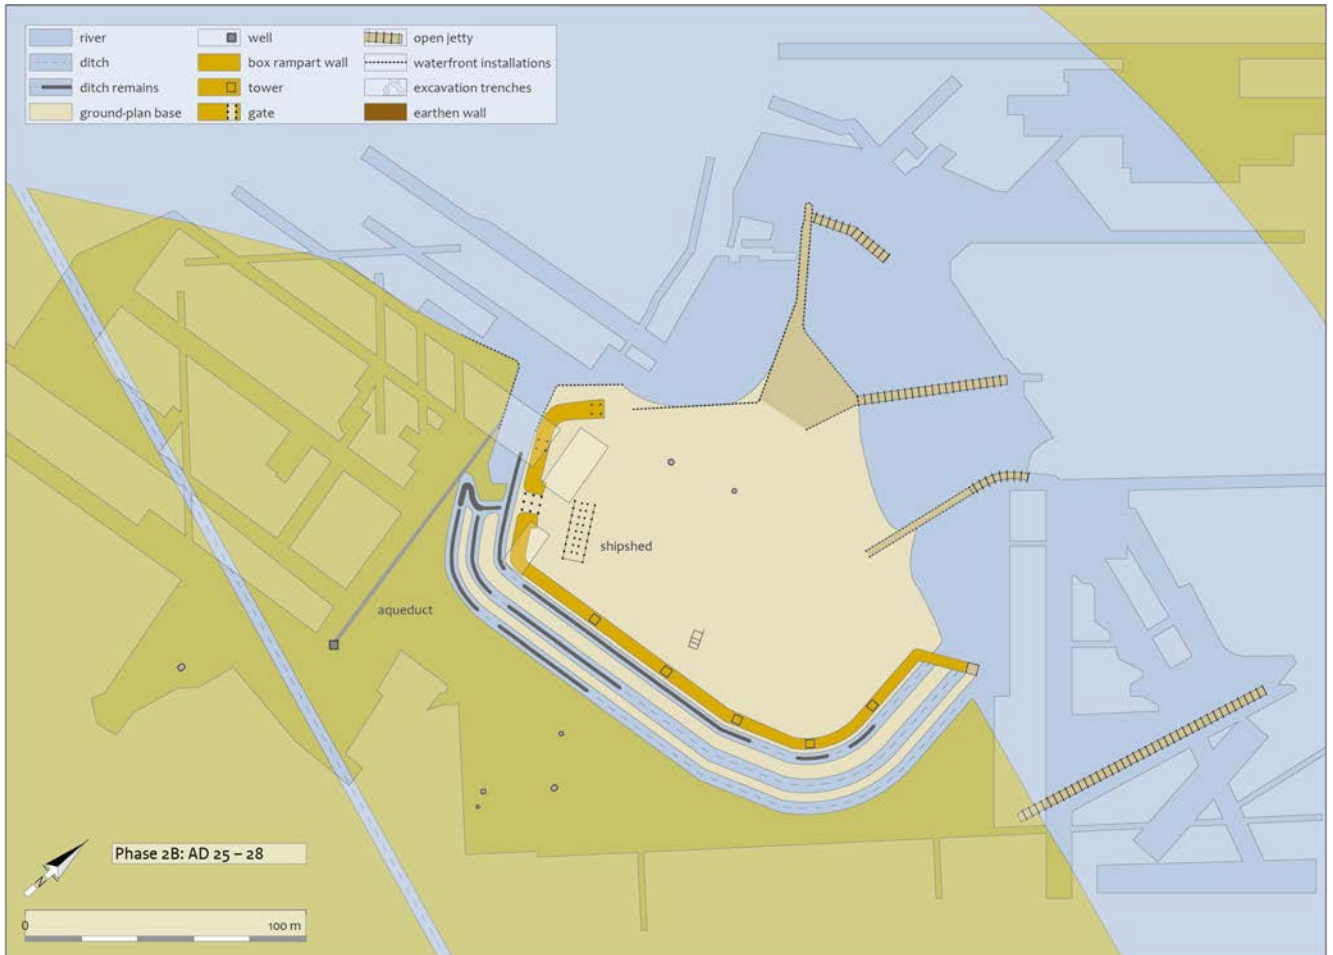 river
ditch
ditch remains
ground-plan base
well
box rampart wall
tower
gate
open jetty
waterfront installations
excavation trenches
earthen wall
shipshed
aqueduct
Phase 2B: AD 25 – 28
N
0 100 m